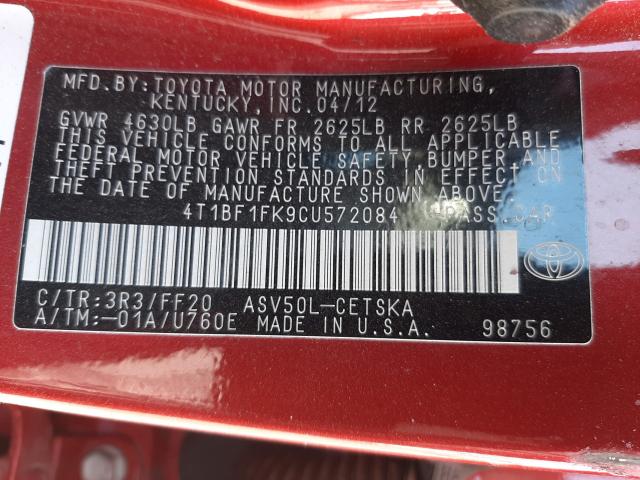 MFD. BY: TOYOTA MOTOR MANUFACTURING,
KENTUCKY, INC. 04/12
GVWR 4630LB GAWR FR 2625LB RR 2625LB
THIS VEHICLE CONFORMS TO ALL APPLICABLE
FEDERAL MOTOR VEHICLE SAFETY, BUMPER AND
THEFT PREVENTION STANDARDS IN EFFECT ON
THE DATE OF MANUFACTURE SHOWN ABOVE.
4T1BF1FK9CU572084 PASS.CAR
C/TR:3R3/FF20 ASV50L-CETSKA
A/TM:-01A/U760E MADE IN U.S.A. 98756